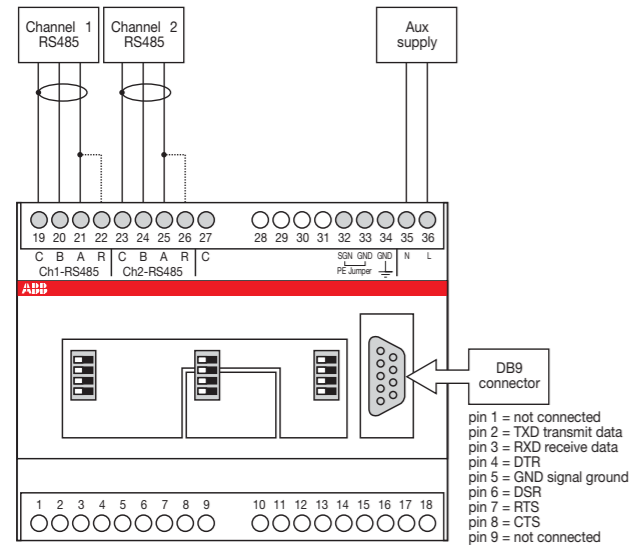 Channel 1 Channel 2 Aux
RS485 RS485 supply
19 20 21 22 23 24 25 26 27 28 29 30 31 32 33 34 35 36
C B A R C B A R C SGN GND GND N L
Ch1-RS485 Ch2-RS485 PE Jumper
ABB
DB9
connector
pin 1 = not connected
pin 2 = TXD transmit data
pin 3 = RXD receive data
pin 4 = DTR
pin 5 = GND signal ground
pin 6 = DSR
pin 7 = RTS
pin 8 = CTS
pin 9 = not connected
1 2 3 4 5 6 7 8 9 10 11 12 13 14 15 16 17 18